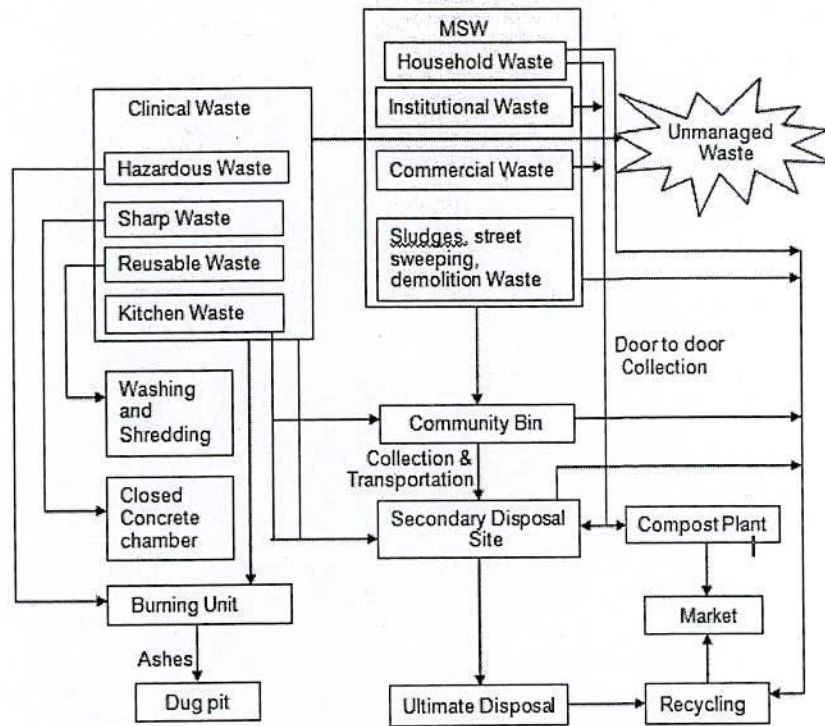 MSW
Household Waste
Institutional Waste
Commercial Waste
Sludges, street
sweeping,
demolition Waste
Clinical Waste
Hazardous Waste
Sharp Waste
Reusable Waste
Kitchen Waste
Unmanaged
Waste
Door to door
Collection
Washing
and
Shredding
Community Bin
Collection &
Transportation
Closed
Concrete
chamber
Secondary Disposal
Site
Compost Plant
Burning Unit
Market
Ashes
Dug pit
Ultimate Disposal
Recycling